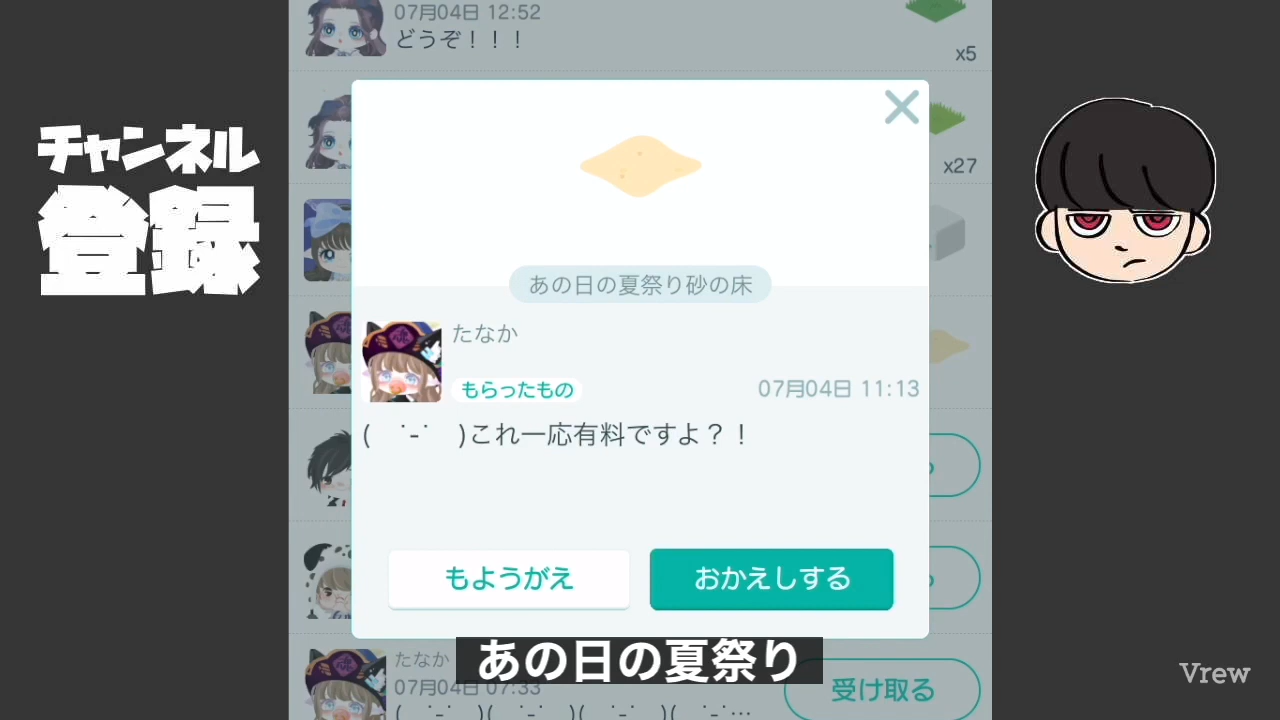 チャンネル
登録
07月04日 12:52
どうぞ！！！
x5
x27
あの日の夏祭り砂の床
たなか
もらったもの
07月04日 11:13
(　˙-˙　)これ一応有料ですよ？！
もようがえ
おかえしする
あの日の夏祭り
たなか
07月04日 07:33
(　˙-˙　)(　˙-˙　)(　˙-˙　)(　˙-˙…
受け取る
Vrew